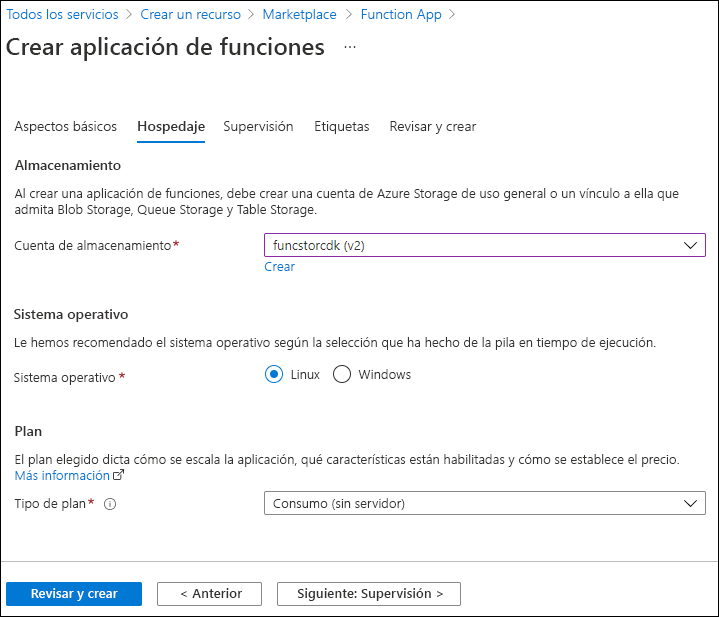 Todos los servicios > Crear un recurso > Marketplace > Function App >
Crear aplicación de funciones ...
Aspectos básicos Hospedaje Supervisión Etiquetas Revisar y crear
Almacenamiento
Al crear una aplicación de funciones, debe crear una cuenta de Azure Storage de uso general o un vínculo a ella que
admita Blob Storage, Queue Storage y Table Storage.
Cuenta de almacenamiento* funcstorcdk (v2)
Crear
Sistema operativo
Le hemos recomendado el sistema operativo según la selección que ha hecho de la pila en tiempo de ejecución.
Sistema operativo * Linux Windows
Plan
El plan elegido dicta cómo se escala la aplicación, qué características están habilitadas y cómo se establece el precio.
Más información
Tipo de plan* Consumo (sin servidor)
Revisar y crear < Anterior Siguiente: Supervisión >